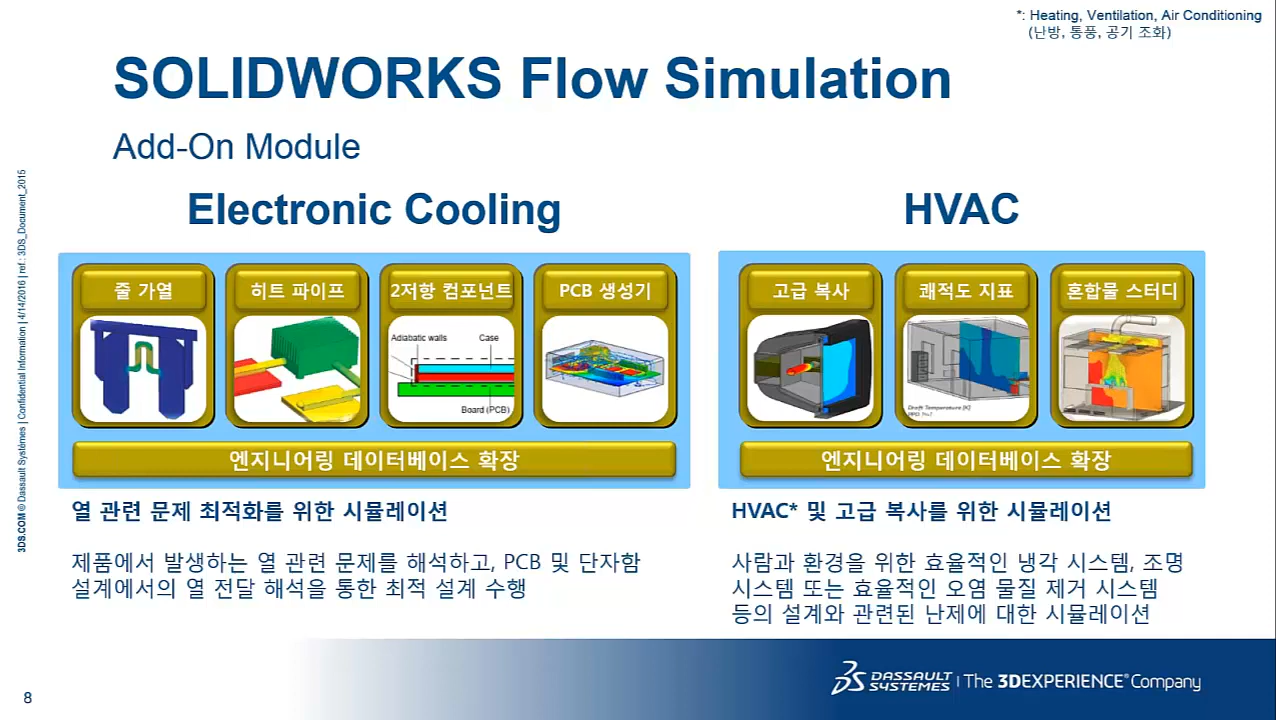 *: Heating, Ventilation, Air Conditioning
(난방, 통풍, 공기 조화)
SOLIDWORKS Flow Simulation
Add-On Module
Electronic Cooling
줄 가열
히트 파이프
2저항 컴포넌트
PCB 생성기
Adiabatic walls
Case
Board (PCB)
엔지니어링 데이터베이스 확장
열 관련 문제 최적화를 위한 시뮬레이션
제품에서 발생하는 열 관련 문제를 해석하고, PCB 및 단자함
설계에서의 열 전달 해석을 통한 최적 설계 수행
HVAC
고급 복사
쾌적도 지표
혼합물 스터디
Draft Temperature [K]
엔지니어링 데이터베이스 확장
HVAC* 및 고급 복사를 위한 시뮬레이션
사람과 환경을 위한 효율적인 냉각 시스템, 조명
시스템 또는 효율적인 오염 물질 제거 시스템
등의 설계와 관련된 난제에 대한 시뮬레이션
3DS.COM © Dassault Systèmes | Confidential Information | 4/14/2016 | ref.: 3DS_Document_2015
8
DASSAULT SYSTEMES | The 3DEXPERIENCE® Company